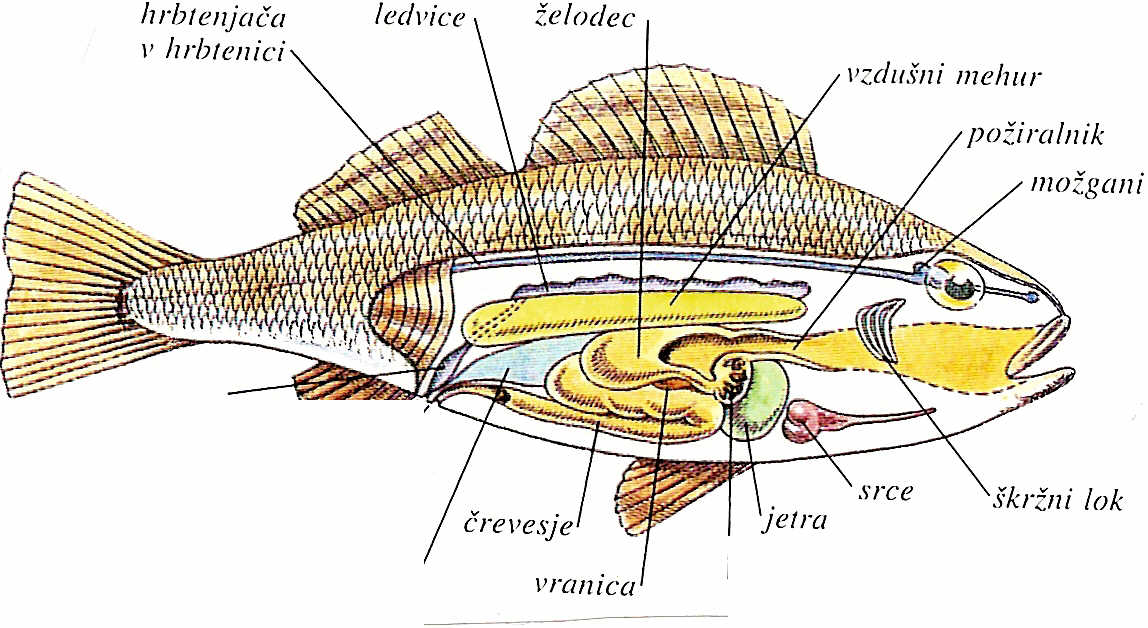 hrbtenjača
v hrbtenici
ledvice
želodec
vzdušni mehur
požiralnik
možgani
črevesje
vranica
jetra
srce
škržni lok